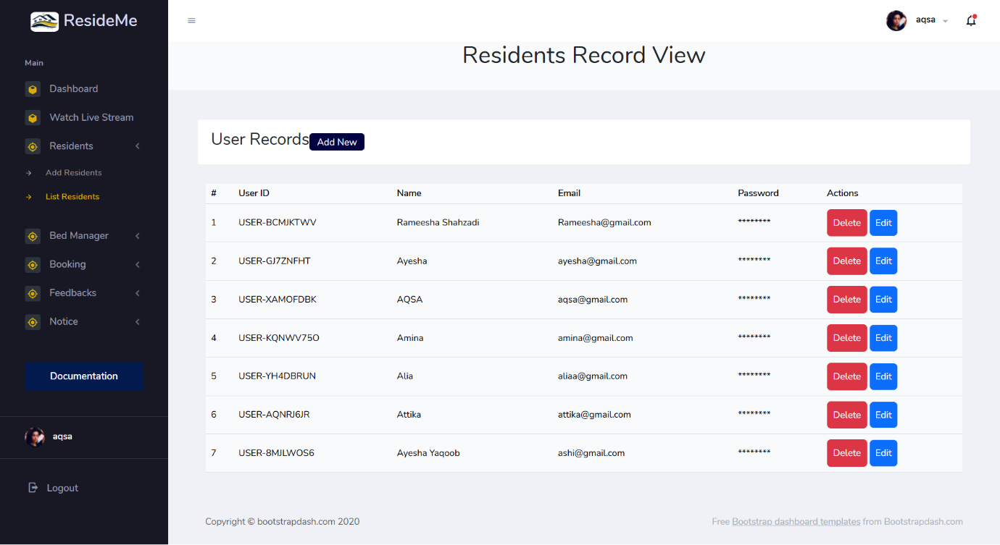 ResideMe
aqsa
Residents Record View
Main
Dashboard
Watch Live Stream
Residents
Add Residents
List Residents
Bed Manager
Booking
Feedbacks
Notice
Documentation
aqsa
Logout
User Records Add New
# User ID Name Email Password Actions
1 USER-BCMJKTWV Rameesha Shahzadi Rameesha@gmail.com ******** Delete Edit
2 USER-GJ7ZNFHT Ayesha ayesha@gmail.com ******** Delete Edit
3 USER-XAMOFDBK AQSA aqsa@gmail.com ******** Delete Edit
4 USER-KQNWV75O Amina amina@gmail.com ******** Delete Edit
5 USER-YH4DBRUN Alia aliaa@gmail.com ******** Delete Edit
6 USER-AQNRJ6JR Attika attika@gmail.com ******** Delete Edit
7 USER-8MJLWOS6 Ayesha Yaqoob ashi@gmail.com ******** Delete Edit
Copyright © bootstrapdash.com 2020
Free Bootstrap dashboard templates from Bootstrapdash.com